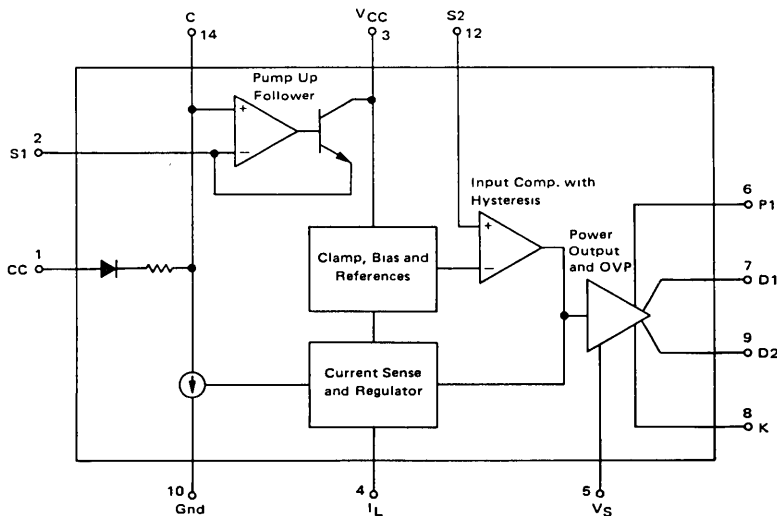 C
14
VCC
3
S2
12
Pump Up
Follower
+
−
2
S1
Input Comp. with
Hysteresis
+
−
6
P1
Power
Output
and OVP
1
CC
Clamp, Bias and
References
7
D1
9
D2
Current Sense
and Regulator
8
K
10
Gnd
4
IL
5
VS